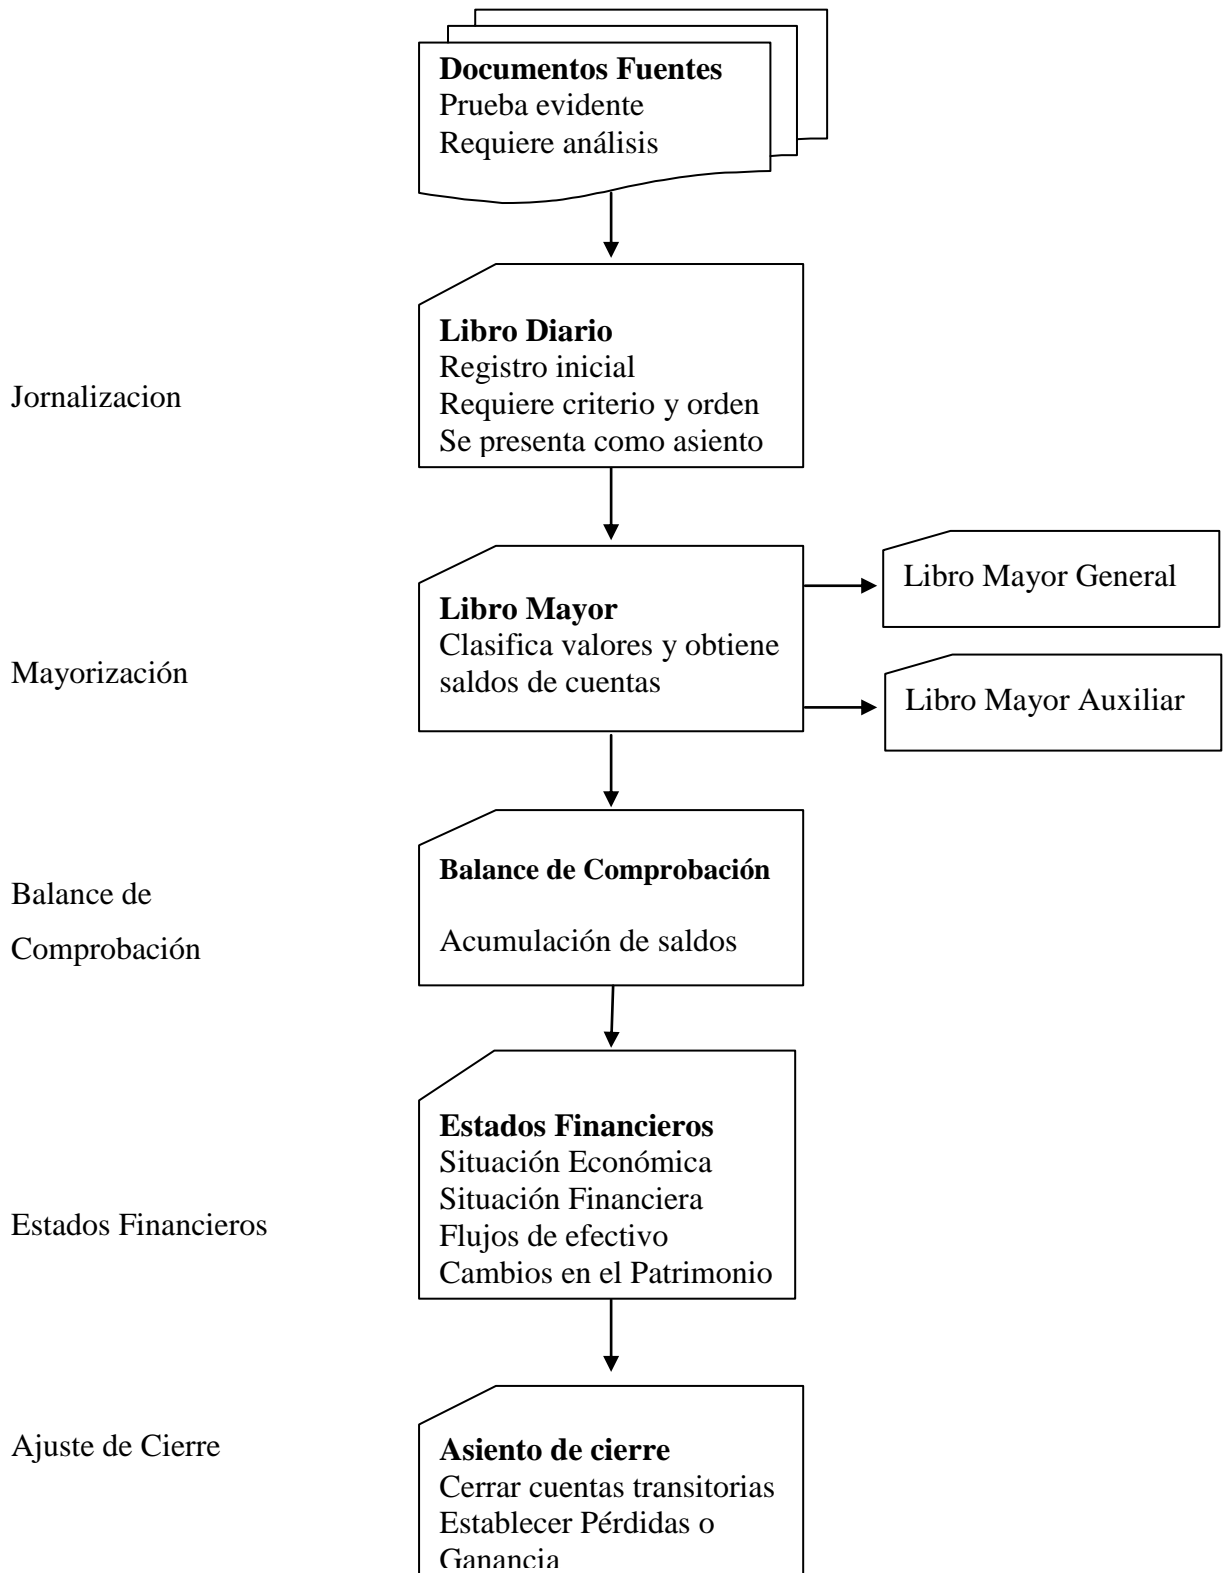 Documentos Fuentes
Prueba evidente
Requiere análisis
Jornalizacion
Libro Diario
Registro inicial
Requiere criterio y orden
Se presenta como asiento
Mayorización
Libro Mayor
Clasifica valores y obtiene
saldos de cuentas
Libro Mayor General
Libro Mayor Auxiliar
Balance de
Comprobación
Balance de Comprobación
Acumulación de saldos
Estados Financieros
Estados Financieros
Situación Económica
Situación Financiera
Flujos de efectivo
Cambios en el Patrimonio
Ajuste de Cierre
Asiento de cierre
Cerrar cuentas transitorias
Establecer Pérdidas o
Ganancia